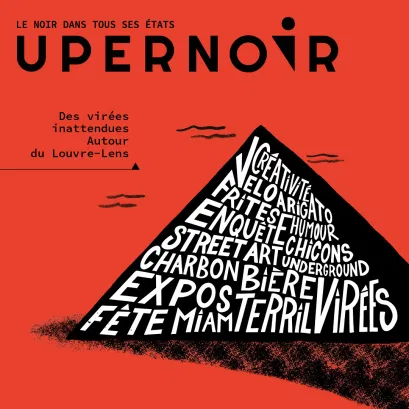 LE NOIR DANS TOUS SES ÉTATS
UPERNOIR
Des virées
inattendues
Autour
du Louvre-Lens
CRÉATIVITÉ
VÉLO ARIGATO
FRITES HUMOUR
ENQUÊTE CHICONS
STREET ART UNDERGROUND
CHARBON BIÈRE
EXPOS TERRIL VIRÉES
FÊTE MIAM